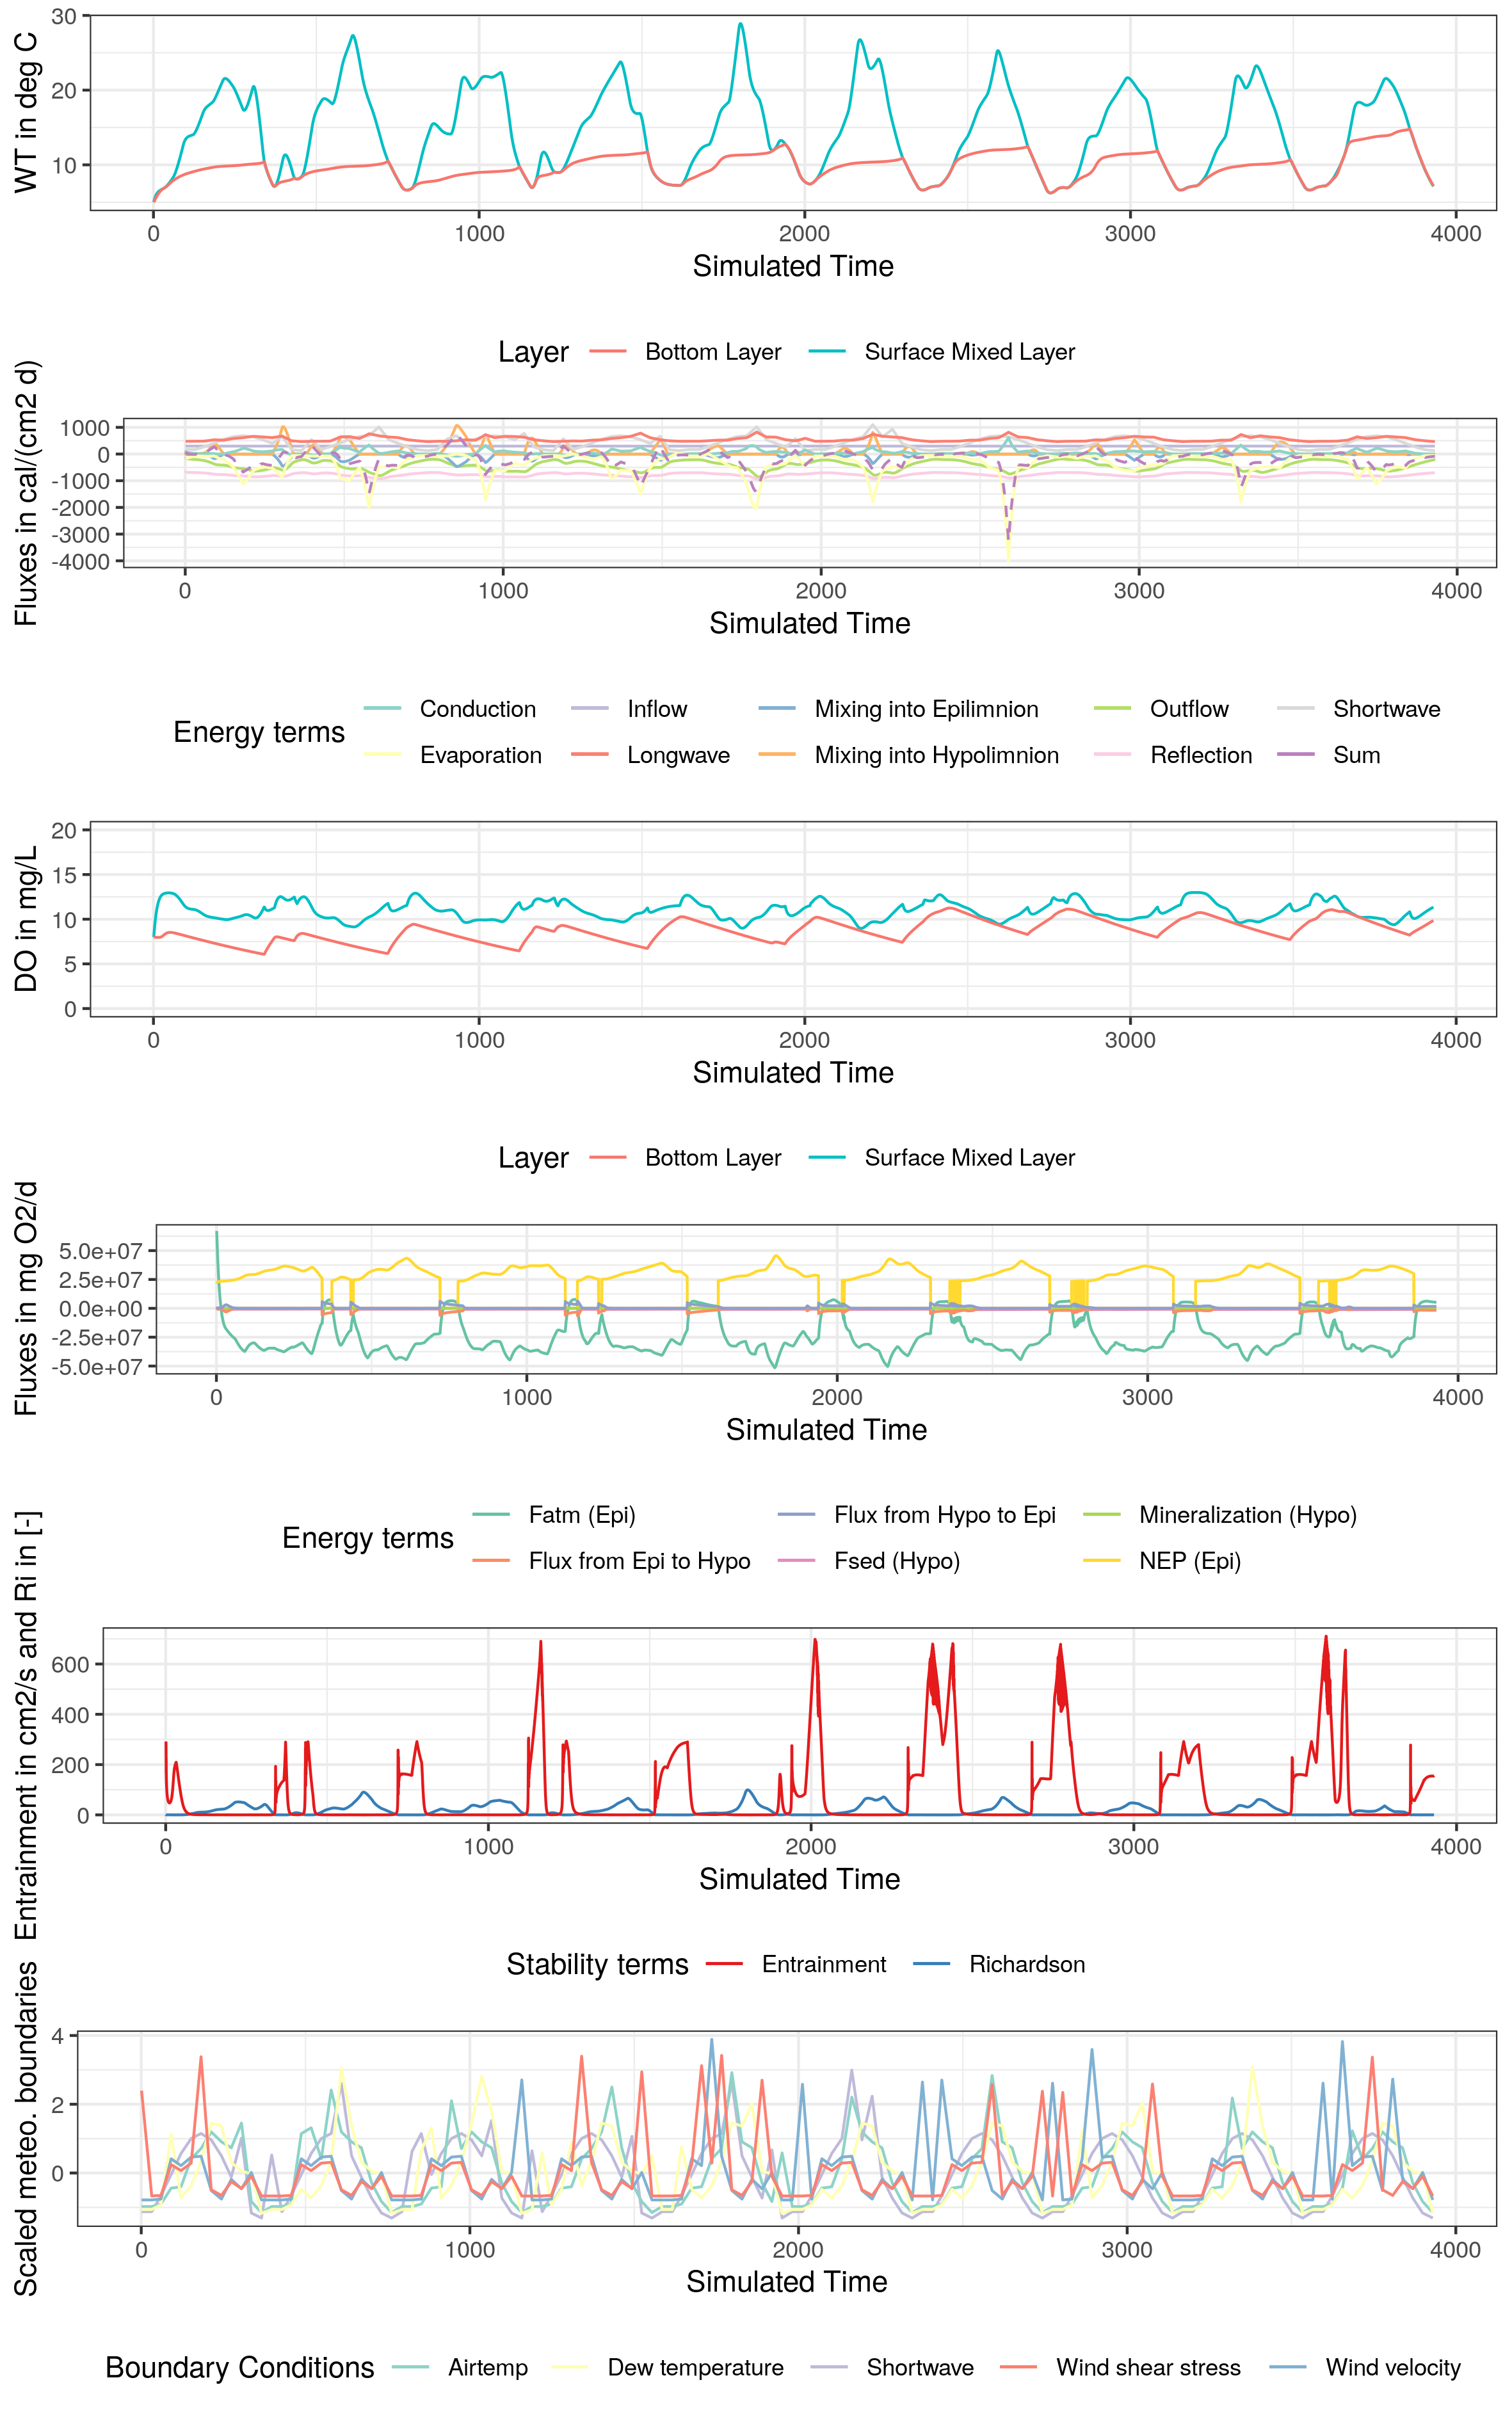 WT in deg C
30
20
10
0 1000 2000 3000 4000
Simulated Time
Layer Bottom Layer Surface Mixed Layer
Fluxes in cal/(cm2 d)
1000
0
-1000
-2000
-3000
-4000
0 1000 2000 3000 4000
Simulated Time
Energy terms
Conduction Inflow Mixing into Epilimnion Outflow Shortwave
Evaporation Longwave Mixing into Hypolimnion Reflection Sum
DO in mg/L
20
15
10
5
0
0 1000 2000 3000 4000
Simulated Time
Layer Bottom Layer Surface Mixed Layer
Fluxes in mg O2/d
5.0e+07
2.5e+07
0.0e+00
-2.5e+07
-5.0e+07
0 1000 2000 3000 4000
Simulated Time
Energy terms
Fatm (Epi) Flux from Hypo to Epi Mineralization (Hypo)
Flux from Epi to Hypo Fsed (Hypo) NEP (Epi)
Entrainment in cm2/s and Ri in [-]
600
400
200
0
0 1000 2000 3000 4000
Simulated Time
Stability terms Entrainment Richardson
Scaled meteo. boundaries
4
2
0
0 1000 2000 3000 4000
Simulated Time
Boundary Conditions Airtemp Dew temperature Shortwave Wind shear stress Wind velocity